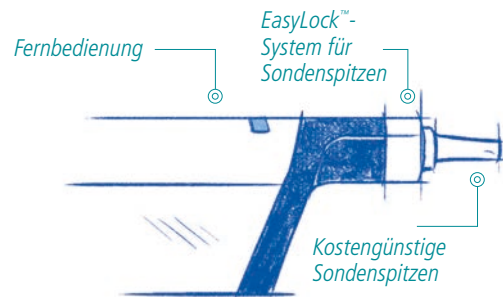 Fernbedienung
EasyLock™-
System für
Sondenspitzen
Kostengünstige
Sondenspitzen